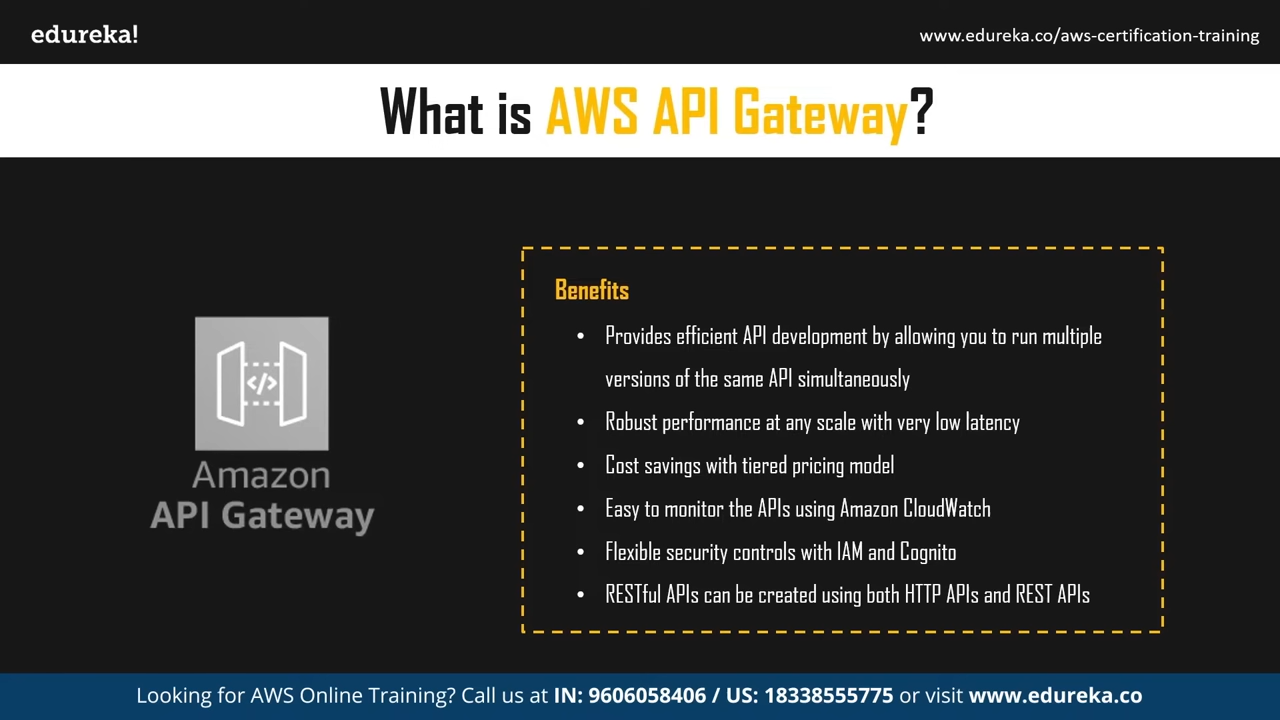 edureka!
www.edureka.co/aws-certification-training
What is AWS API Gateway?
Benefits
• Provides efficient API development by allowing you to run multiple
versions of the same API simultaneously
• Robust performance at any scale with very low latency
• Cost savings with tiered pricing model
• Easy to monitor the APIs using Amazon CloudWatch
• Flexible security controls with IAM and Cognito
• RESTful APIs can be created using both HTTP APIs and REST APIs
</>
Amazon
API Gateway
Looking for AWS Online Training? Call us at IN: 9606058406 / US: 18338555775 or visit www.edureka.co